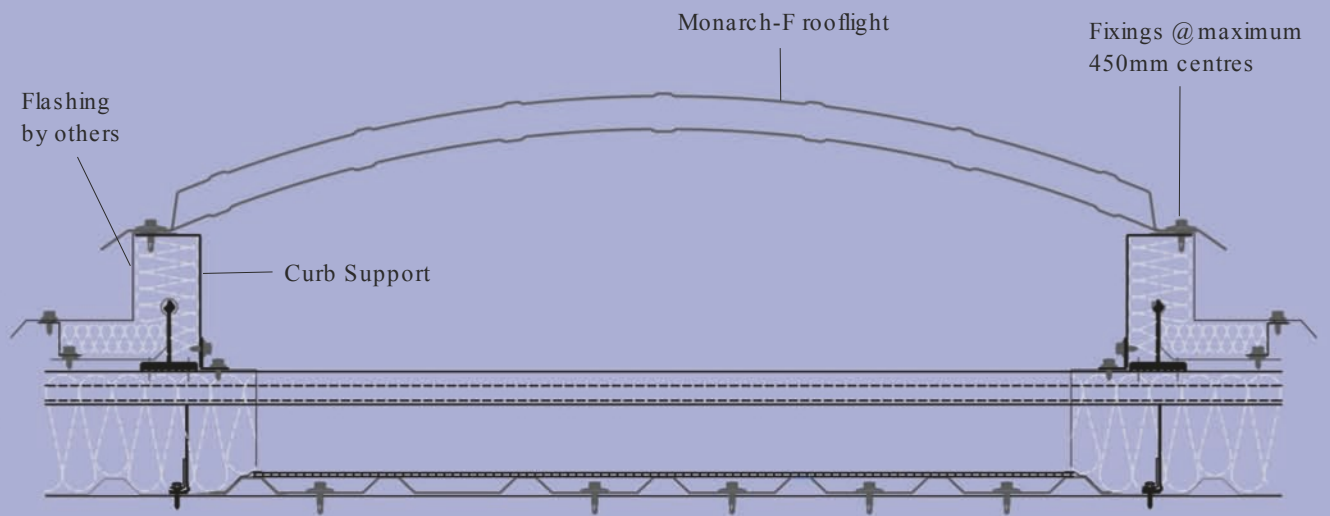 Monarch-F rooflight
Fixings @ maximum
450mm centres
Flashing
by others
Curb Support